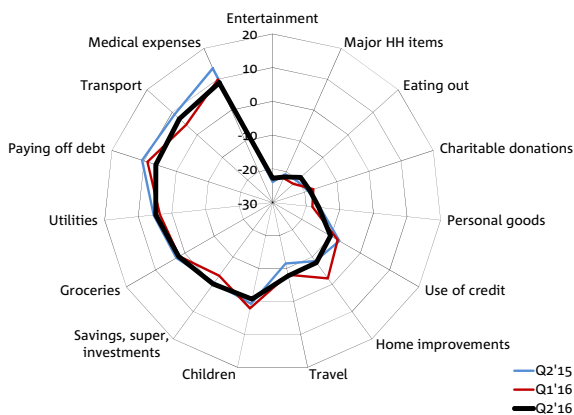 Entertainment
Major HH items
Eating out
Charitable donations
Personal goods
Use of credit
Home improvements
Travel
Children
Savings, super,
investments
Groceries
Utilities
Paying off debt
Transport
Medical expenses
20
10
0
-10
-20
-30
Q2'15
Q1'16
Q2'16